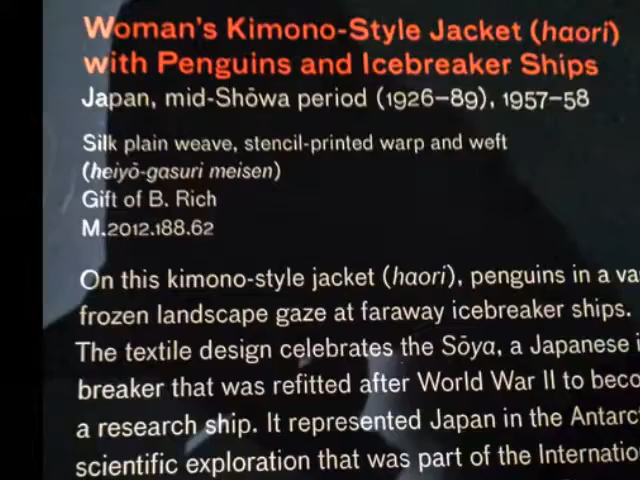 Woman's Kimono-Style Jacket (haori)
with Penguins and Icebreaker Ships
Japan, mid-Shōwa period (1926–89), 1957–58
Silk plain weave, stencil-printed warp and weft
(heiyō-gasuri meisen)
Gift of B. Rich
M.2012.188.62
On this kimono-style jacket (haori), penguins in a
frozen landscape gaze at faraway icebreaker ships.
The textile design celebrates the Sōya, a Japanese
breaker that was refitted after World War II to
a research ship. It represented Japan in the
scientific exploration that was part of the